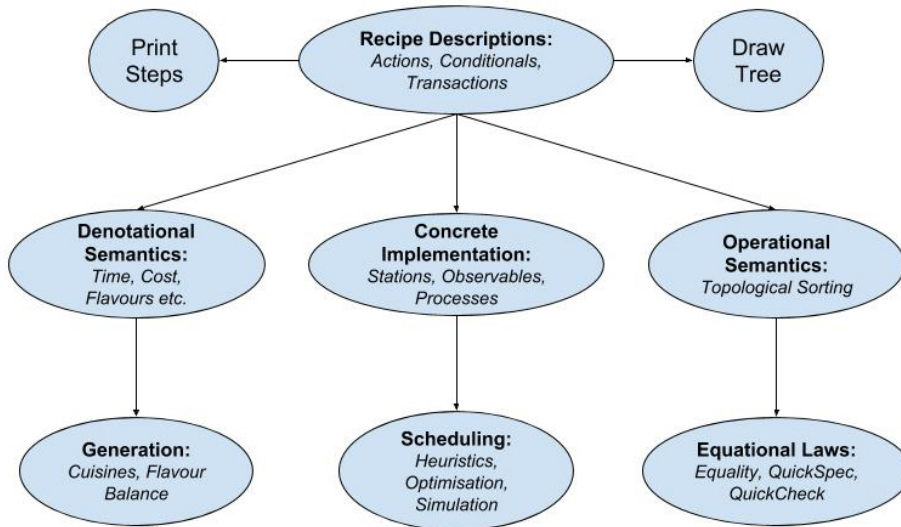 Print
Steps
Recipe Descriptions:
Actions, Conditionals,
Transactions
Draw
Tree
Denotational
Semantics:
Time, Cost,
Flavours etc.
Concrete
Implementation:
Stations, Observables,
Processes
Operational
Semantics:
Topological Sorting
Generation:
Cuisines, Flavour
Balance
Scheduling:
Heuristics,
Optimisation,
Simulation
Equational Laws:
Equality, QuickSpec,
QuickCheck